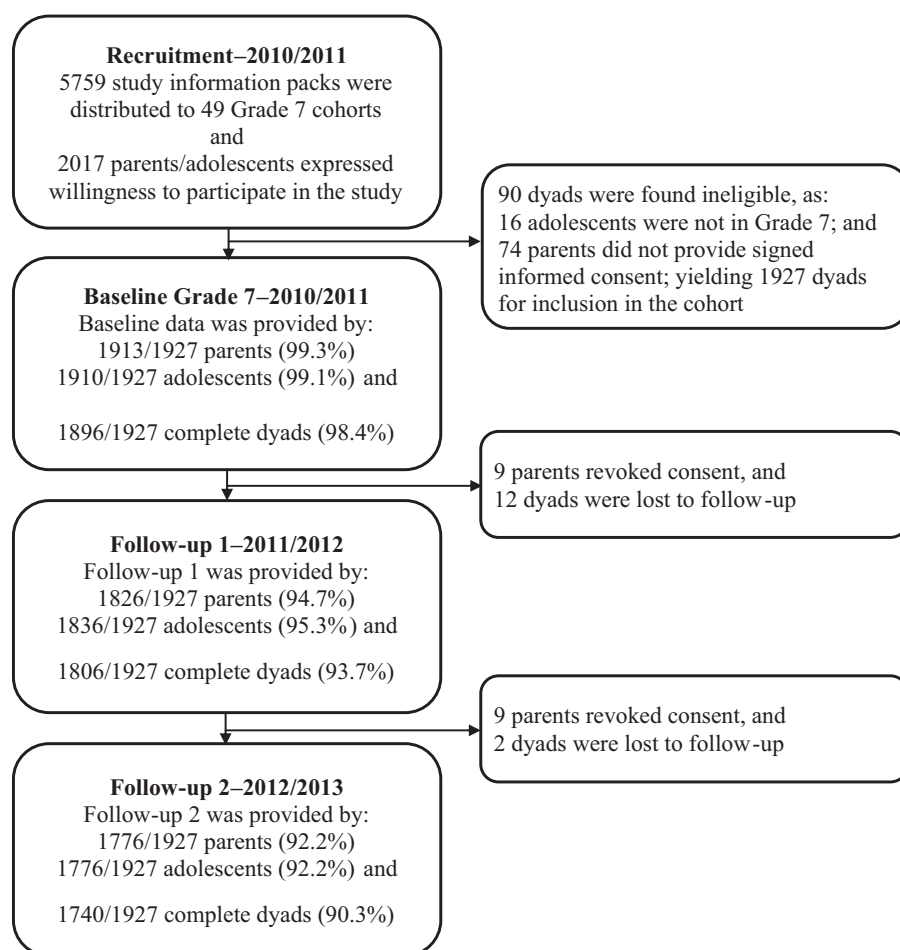 Recruitment–2010/2011
5759 study information packs were
distributed to 49 Grade 7 cohorts
and
2017 parents/adolescents expressed
willingness to participate in the study
90 dyads were found ineligible, as:
16 adolescents were not in Grade 7; and
74 parents did not provide signed
informed consent; yielding 1927 dyads
for inclusion in the cohort
Baseline Grade 7–2010/2011
Baseline data was provided by:
1913/1927 parents (99.3%)
1910/1927 adolescents (99.1%) and
1896/1927 complete dyads (98.4%)
9 parents revoked consent, and
12 dyads were lost to follow-up
Follow-up 1–2011/2012
Follow-up 1 was provided by:
1826/1927 parents (94.7%)
1836/1927 adolescents (95.3%) and
1806/1927 complete dyads (93.7%)
9 parents revoked consent, and
2 dyads were lost to follow-up
Follow-up 2–2012/2013
Follow-up 2 was provided by:
1776/1927 parents (92.2%)
1776/1927 adolescents (92.2%) and
1740/1927 complete dyads (90.3%)